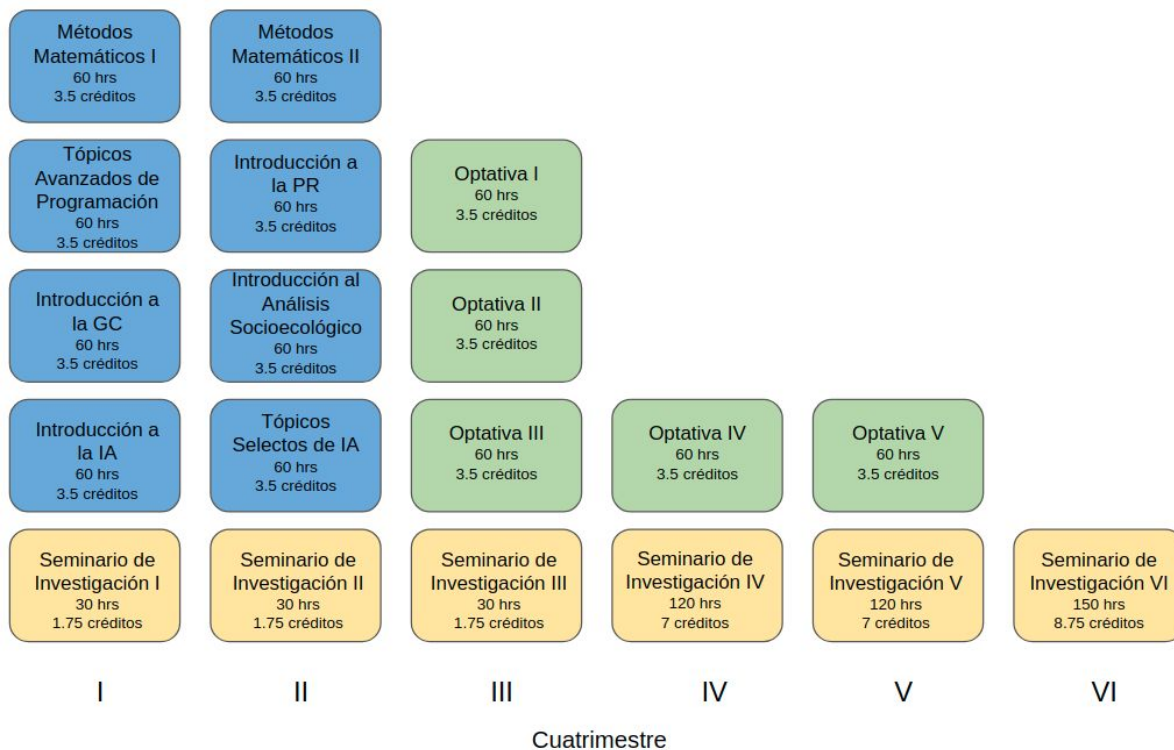 Métodos
Matemáticos I
60 hrs
3.5 créditos
Métodos
Matemáticos II
60 hrs
3.5 créditos
Tópicos
Avanzados de
Programación
60 hrs
3.5 créditos
Introducción a
la PR
60 hrs
3.5 créditos
Optativa I
60 hrs
3.5 créditos
Introducción a
la GC
60 hrs
3.5 créditos
Introducción al
Análisis
Socioecológico
60 hrs
3.5 créditos
Optativa II
60 hrs
3.5 créditos
Introducción a
la IA
60 hrs
3.5 créditos
Tópicos
Selectos de IA
60 hrs
3.5 créditos
Optativa III
60 hrs
3.5 créditos
Optativa IV
60 hrs
3.5 créditos
Optativa V
60 hrs
3.5 créditos
Seminario de
Investigación I
30 hrs
1.75 créditos
Seminario de
Investigación II
30 hrs
1.75 créditos
Seminario de
Investigación III
30 hrs
1.75 créditos
Seminario de
Investigación IV
120 hrs
7 créditos
Seminario de
Investigación V
120 hrs
7 créditos
Seminario de
Investigación VI
150 hrs
8.75 créditos
I II III IV V VI
Cuatrimestre